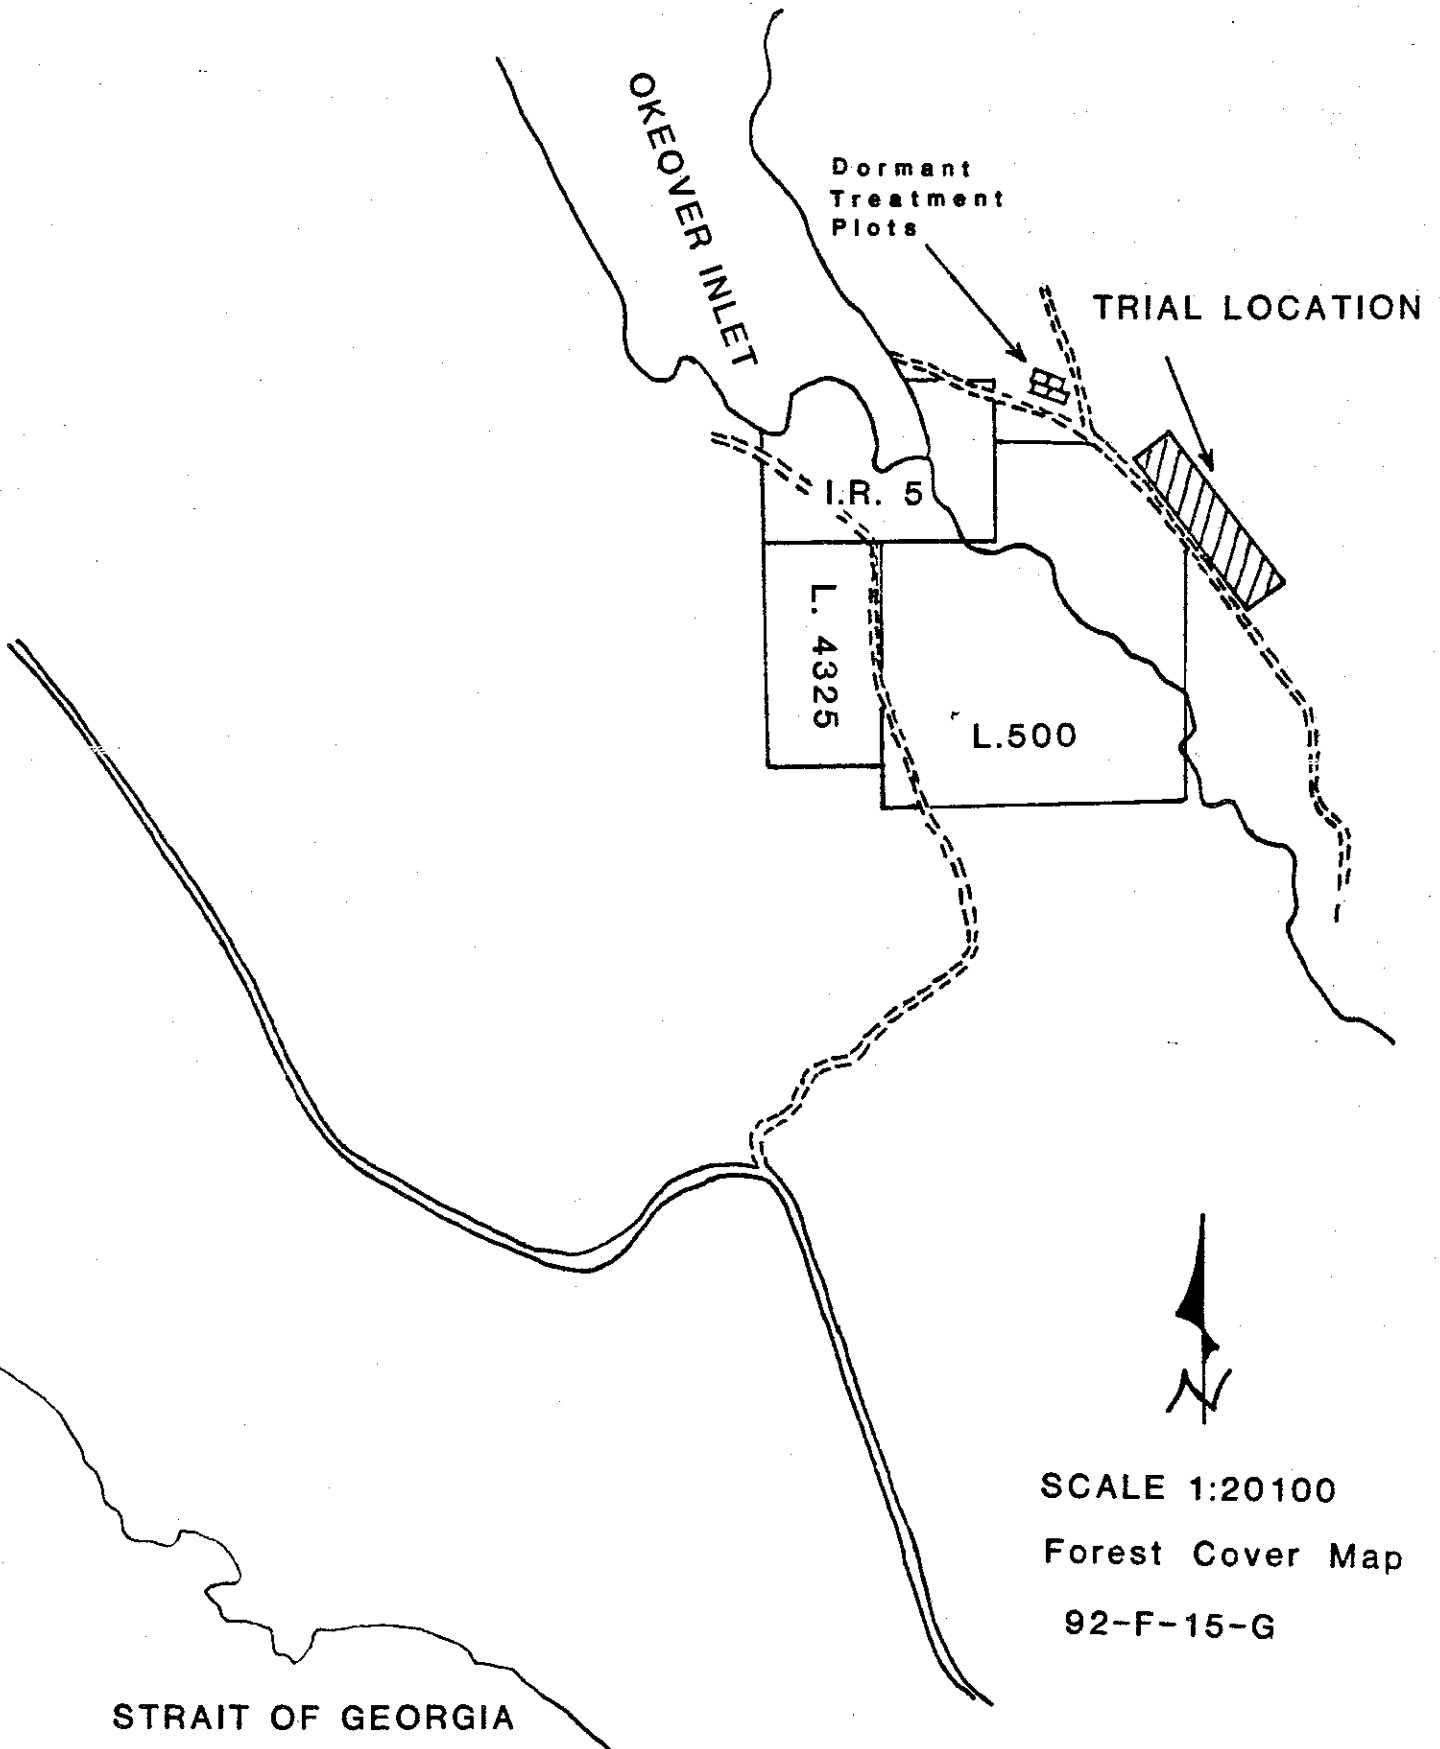 OKEOVER INLET
Dormant
Treatment
Plots
TRIAL LOCATION
I.R. 5
L. 4325
L.500
N
SCALE 1:20100
Forest Cover Map
92-F-15-G
STRAIT OF GEORGIA